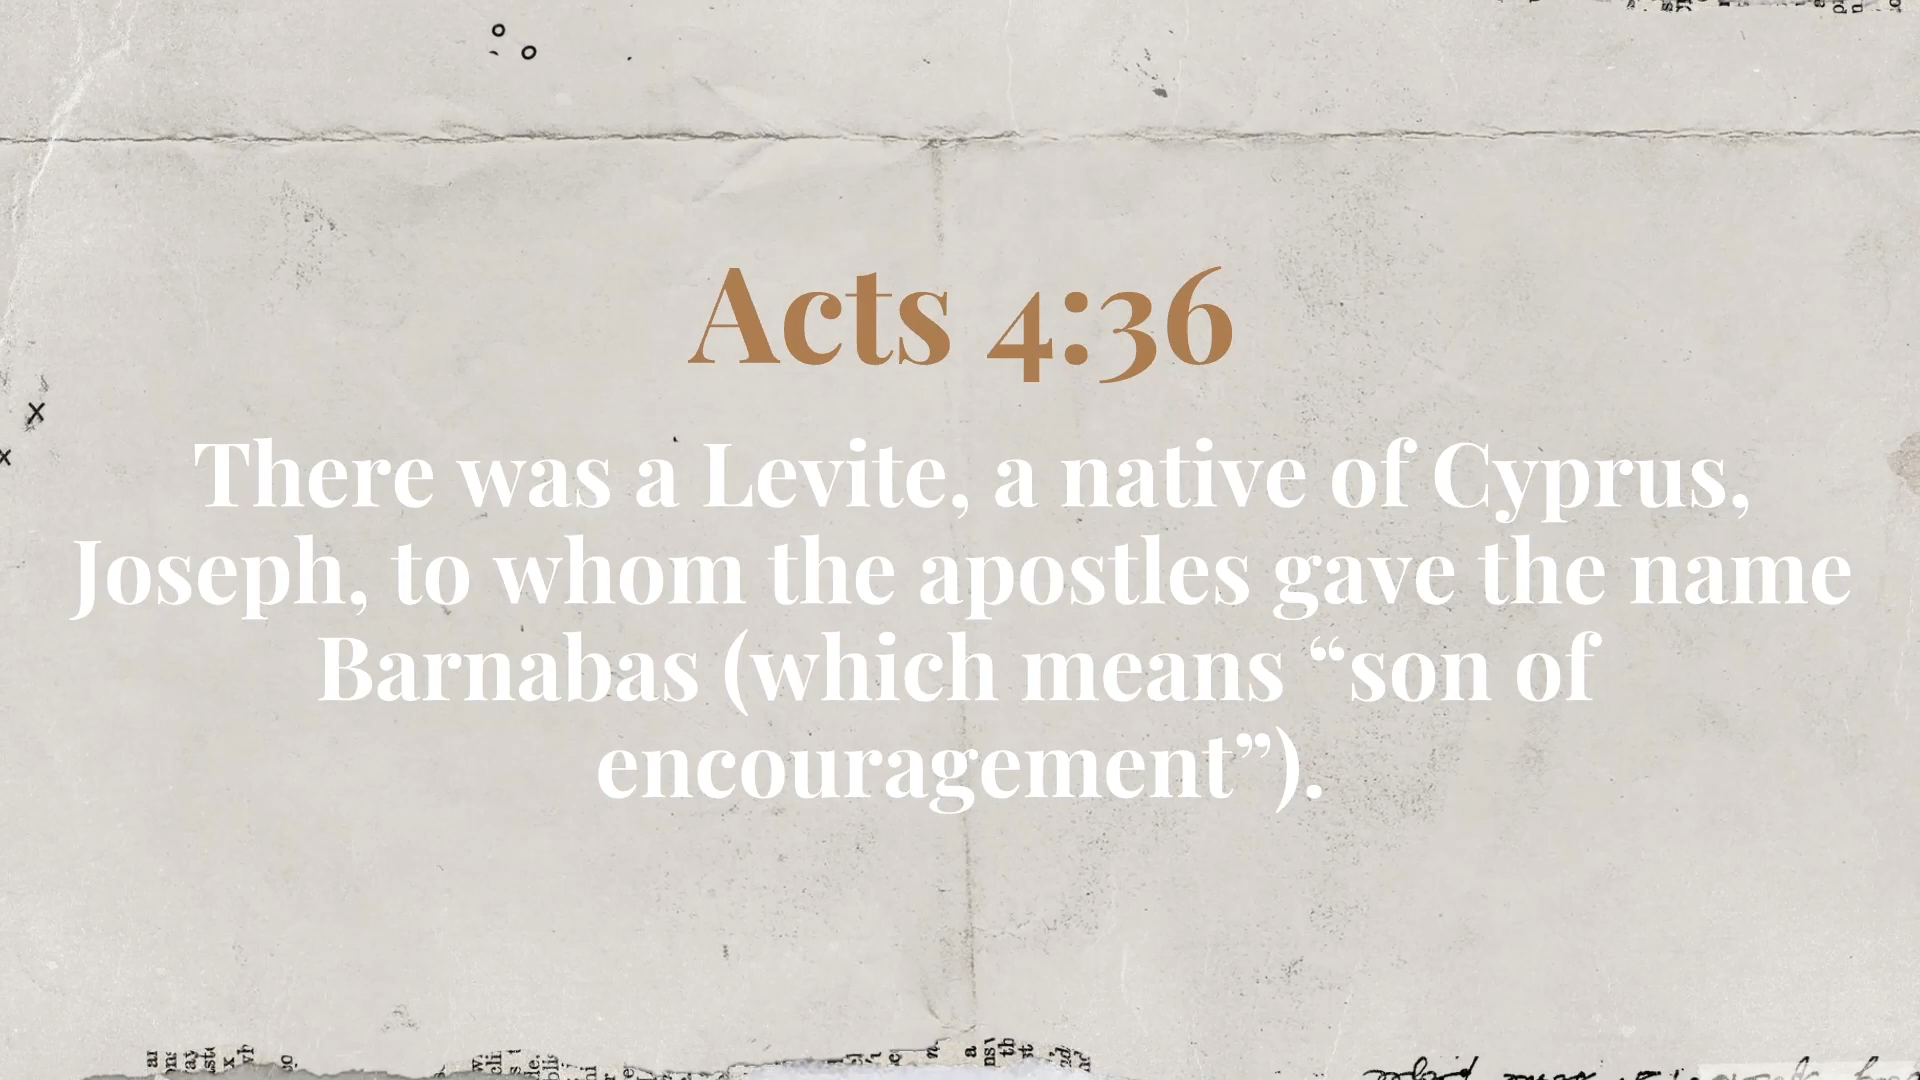 Acts 4:36
There was a Levite, a native of Cyprus,
Joseph, to whom the apostles gave the name
Barnabas (which means “son of
encouragement”).